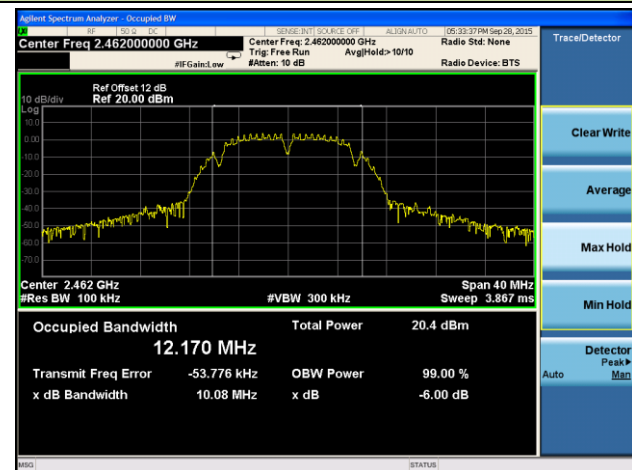 Agilent Spectrum Analyzer - Occupied BW
RF 50 Ω DC SENSE:INT SOURCE OFF ALIGN AUTO 05:33:37 PM Sep 28, 2015
Center Freq 2.462000000 GHz
Center Freq: 2.462000000 GHz
Radio Std: None
Trig: Free Run Avg|Hold:> 10/10
#IFGain:Low #Atten: 10 dB Radio Device: BTS
Trace/Detector
Ref Offset 12 dB
10 dB/div Ref 20.00 dBm
Log
10.0
0.00
-10.0
-20.0
-30.0
-40.0
-50.0
-60.0
-70.0
Center 2.462 GHz Span 40 MHz
#Res BW 100 kHz #VBW 300 kHz Sweep 3.867 ms
Occupied Bandwidth Total Power 20.4 dBm
12.170 MHz
Transmit Freq Error -53.776 kHz OBW Power 99.00 %
x dB Bandwidth 10.08 MHz x dB -6.00 dB
Clear Write
Average
Max Hold
Min Hold
Detector
Peak▶
Auto Man
MSG STATUS